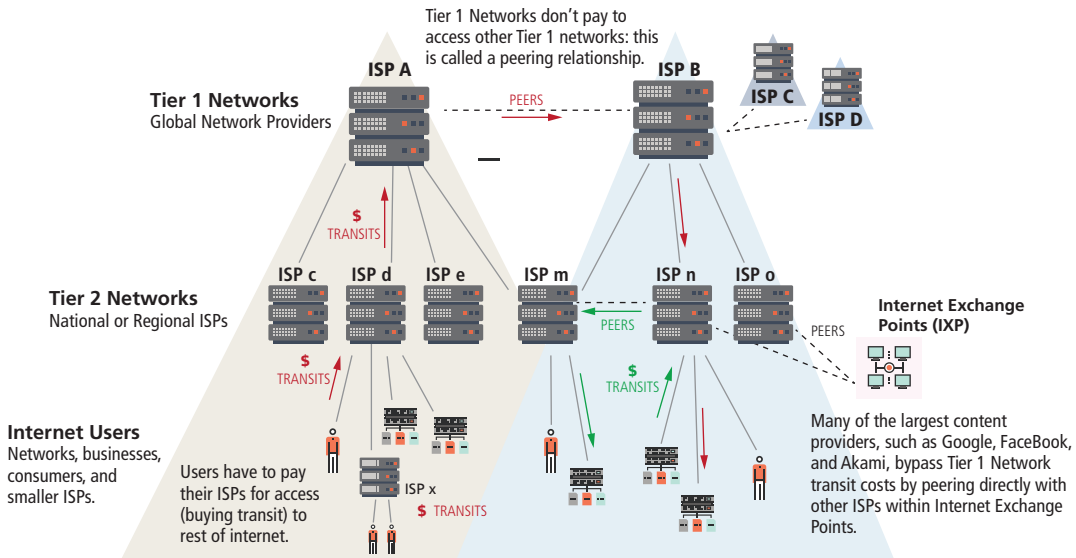 Tier 1 Networks don't pay to
access other Tier 1 networks: this
is called a peering relationship.
ISP A
ISP B
ISP C
ISP D
Tier 1 Networks
Global Network Providers
PEERS
$
TRANSITS
ISP c
ISP d
ISP e
ISP m
ISP n
ISP o
Tier 2 Networks
National or Regional ISPs
PEERS
PEERS
Internet Exchange
Points (IXP)
$
TRANSITS
$
TRANSITS
Internet Users
Networks, businesses,
consumers, and
smaller ISPs.
Users have to pay
their ISPs for access
(buying transit) to
rest of internet.
ISP x
$ TRANSITS
Many of the largest content
providers, such as Google, FaceBook,
and Akami, bypass Tier 1 Network
transit costs by peering directly with
other ISPs within Internet Exchange
Points.